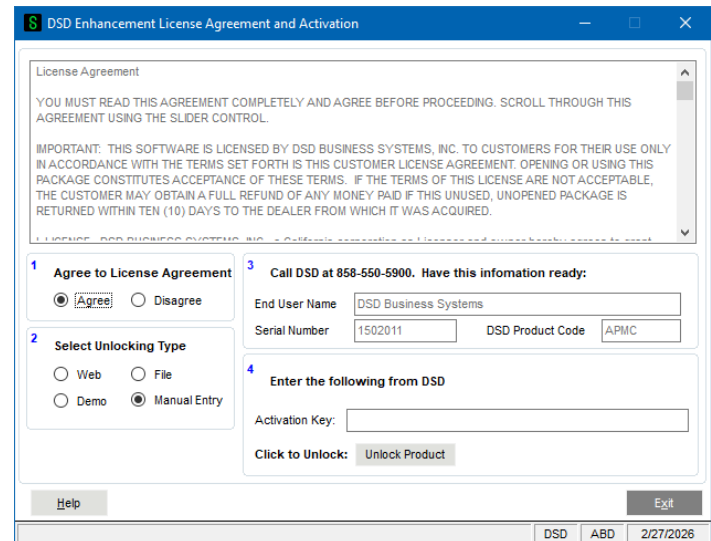 S DSD Enhancement License Agreement and Activation
License Agreement
YOU MUST READ THIS AGREEMENT COMPLETELY AND AGREE BEFORE PROCEEDING. SCROLL THROUGH THIS
AGREEMENT USING THE SLIDER CONTROL.
IMPORTANT: THIS SOFTWARE IS LICENSED BY DSD BUSINESS SYSTEMS, INC. TO CUSTOMERS FOR THEIR USE ONLY
IN ACCORDANCE WITH THE TERMS SET FORTH IS THIS CUSTOMER LICENSE AGREEMENT. OPENING OR USING THIS
PACKAGE CONSTITUTES ACCEPTANCE OF THESE TERMS. IF THE TERMS OF THIS LICENSE ARE NOT ACCEPTABLE,
THE CUSTOMER MAY OBTAIN A FULL REFUND OF ANY MONEY PAID IF THIS UNUSED, UNOPENED PACKAGE IS
RETURNED WITHIN TEN (10) DAYS TO THE DEALER FROM WHICH IT WAS ACQUIRED.
1 Agree to License Agreement
Agree Disagree
2 Select Unlocking Type
Web File
Demo Manual Entry
3 Call DSD at 858-550-5900. Have this infomation ready:
End User Name DSD Business Systems
Serial Number 1502011 DSD Product Code APMC
4 Enter the following from DSD
Activation Key:
Click to Unlock: Unlock Product
Help Exit
DSD ABD 2/27/2026